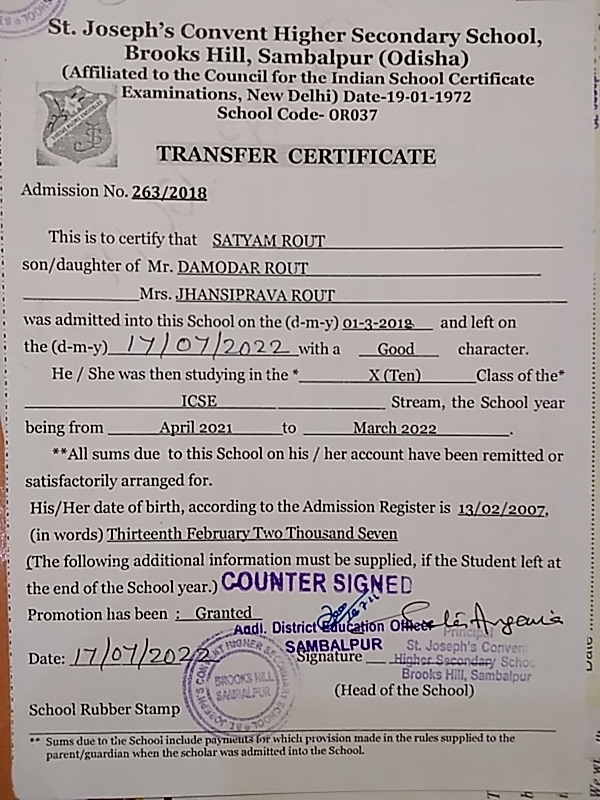 St. Joseph's Convent Higher Secondary School,
Brooks Hill, Sambalpur (Odisha)
(Affiliated to the Council for the Indian School Certificate
Examinations, New Delhi) Date-19-01-1972
School Code- 0R037
TRANSFER CERTIFICATE
Admission No. 263/2018
This is to certify that SATYAM ROUT
son/daughter of Mr. DAMODAR ROUT
Mrs. JHANSIPRAVA ROUT
was admitted into this School on the (d-m-y) 01-3-2018 and left on
the (d-m-y) 17/07/2022 with a Good character.
He / She was then studying in the * X (Ten) Class of the*
ICSE Stream, the School year
being from April 2021 to March 2022.
**All sums due to this School on his / her account have been remitted or
satisfactorily arranged for.
His/Her date of birth, according to the Admission Register is 13/02/2007,
(in words) Thirteenth February Two Thousand Seven
(The following additional information must be supplied, if the Student left at
the end of the School year.) COUNTER SIGNED
Promotion has been : Granted
Addl. District Education Officer
SAMBALPUR
Principal
Date: 17/07/2022 Signature St. Joseph's Conven
Higher Secondary Schoo
Brooks Hill, Sambalpur
(Head of the School)
BROOKS HILL
SAMBALPUR
School Rubber Stamp
** Sums due to the School include payments for which provision made in the rules supplied to the
parent/guardian when the scholar was admitted into the School.